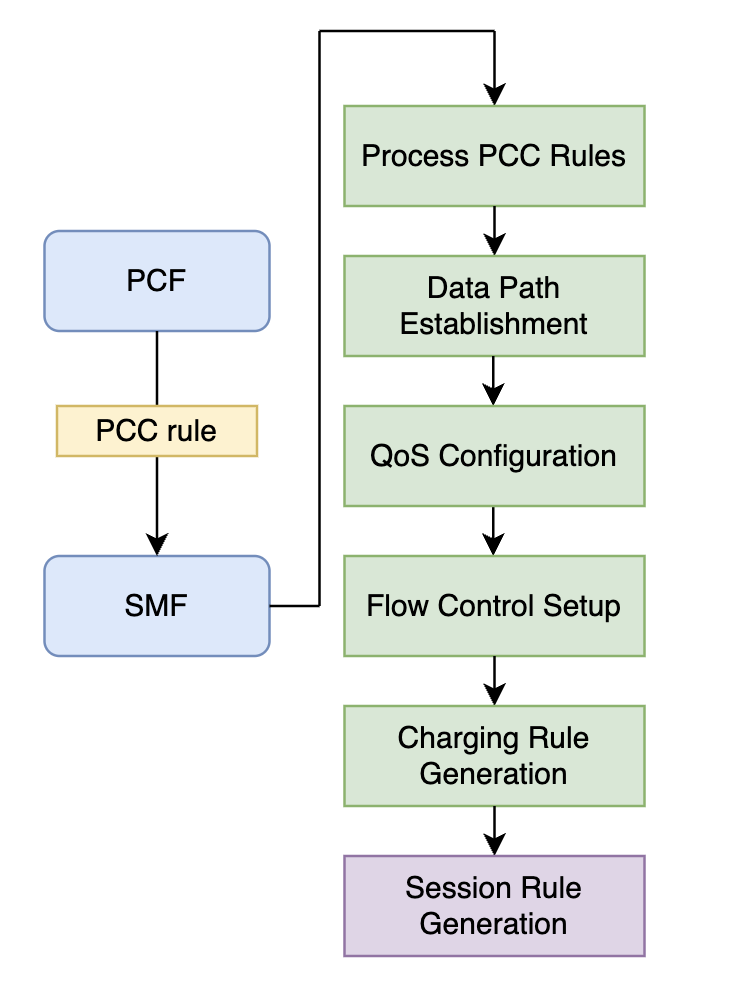 PCF
PCC rule
SMF
Process PCC Rules
Data Path
Establishment
QoS Configuration
Flow Control Setup
Charging Rule
Generation
Session Rule
Generation